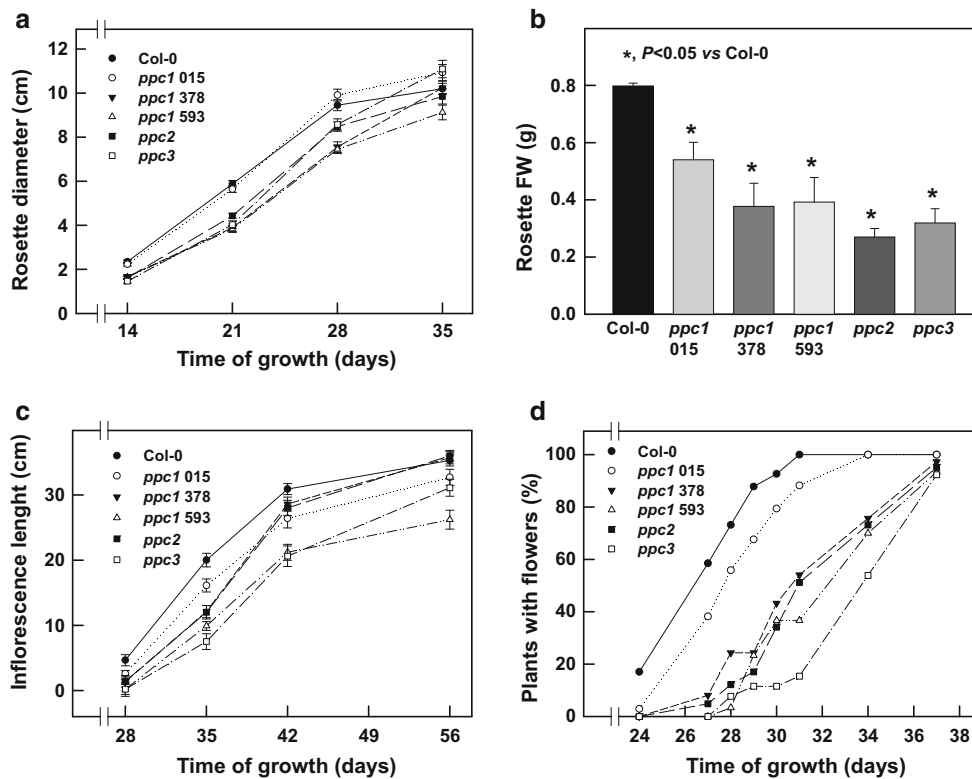 a
Rosette diameter (cm)
12
10
8
6
4
2
0
Col-0
ppc1 015
ppc1 378
ppc1 593
ppc2
ppc3
14 21 28 35
Time of growth (days)
b
*, P<0.05 vs Col-0
Rosette FW (g)
0.8
0.6
0.4
0.2
0.0
* * * * *
Col-0 ppc1 ppc1 ppc1 ppc2 ppc3
015 378 593
c
Inflorescence lenght (cm)
30
20
10
0
Col-0
ppc1 015
ppc1 378
ppc1 593
ppc2
ppc3
28 35 42 49 56
Time of growth (days)
d
Plants with flowers (%)
100
80
60
40
20
0
Col-0
ppc1 015
ppc1 378
ppc1 593
ppc2
ppc3
24 26 28 30 32 34 36 38
Time of growth (days)